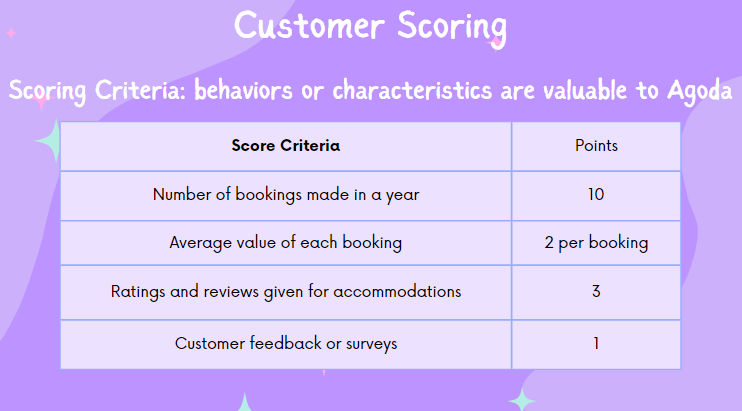 Customer Scoring
Scoring Criteria: behaviors or characteristics are valuable to Agoda
Score Criteria Points
Number of bookings made in a year 10
Average value of each booking 2 per booking
Ratings and reviews given for accommodations 3
Customer feedback or surveys 1